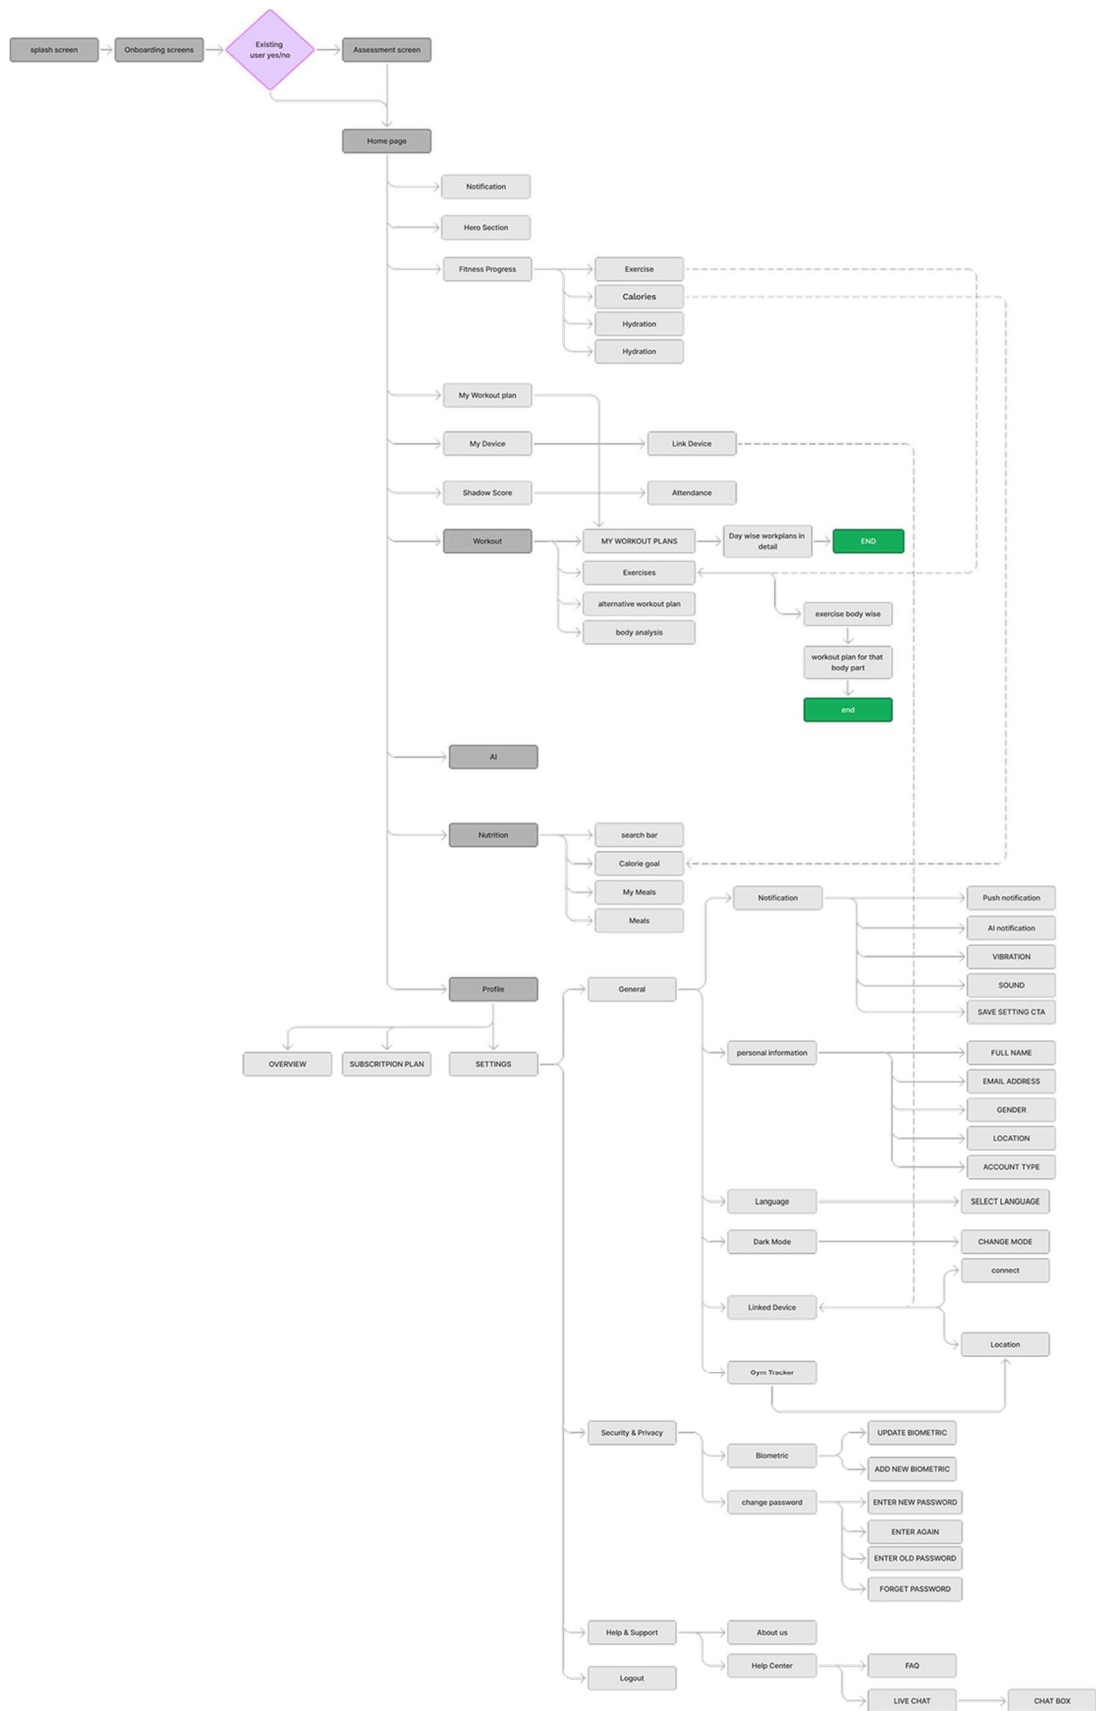 splash screen
Onboarding screens
Existing
user yes/no
Assessment screen
Home page
Notification
Hero Section
Fitness Progress
Exercise
Calories
Hydration
Hydration
My Workout plan
My Device
Link Device
Shadow Score
Attendance
Workout
MY WORKOUT PLANS
Day wise workplans in
detail
END
Exercises
alternative workout plan
body analysis
exercise body wise
workout plan for that
body part
end
AI
Nutrition
search bar
Calorie goal
My Meals
Meals
Profile
OVERVIEW
SUBSCRITPION PLAN
SETTINGS
General
Notification
Push notification
AI notification
VIBRATION
SOUND
SAVE SETTING CTA
personal information
FULL NAME
EMAIL ADDRESS
GENDER
LOCATION
ACCOUNT TYPE
Language
SELECT LANGUAGE
Dark Mode
CHANGE MODE
Linked Device
connect
Location
Gym Tracker
Security & Privacy
Biometric
UPDATE BIOMETRIC
ADD NEW BIOMETRIC
change password
ENTER NEW PASSWORD
ENTER AGAIN
ENTER OLD PASSWORD
FORGET PASSWORD
Help & Support
About us
Help Center
FAQ
LIVE CHAT
CHAT BOX
Logout